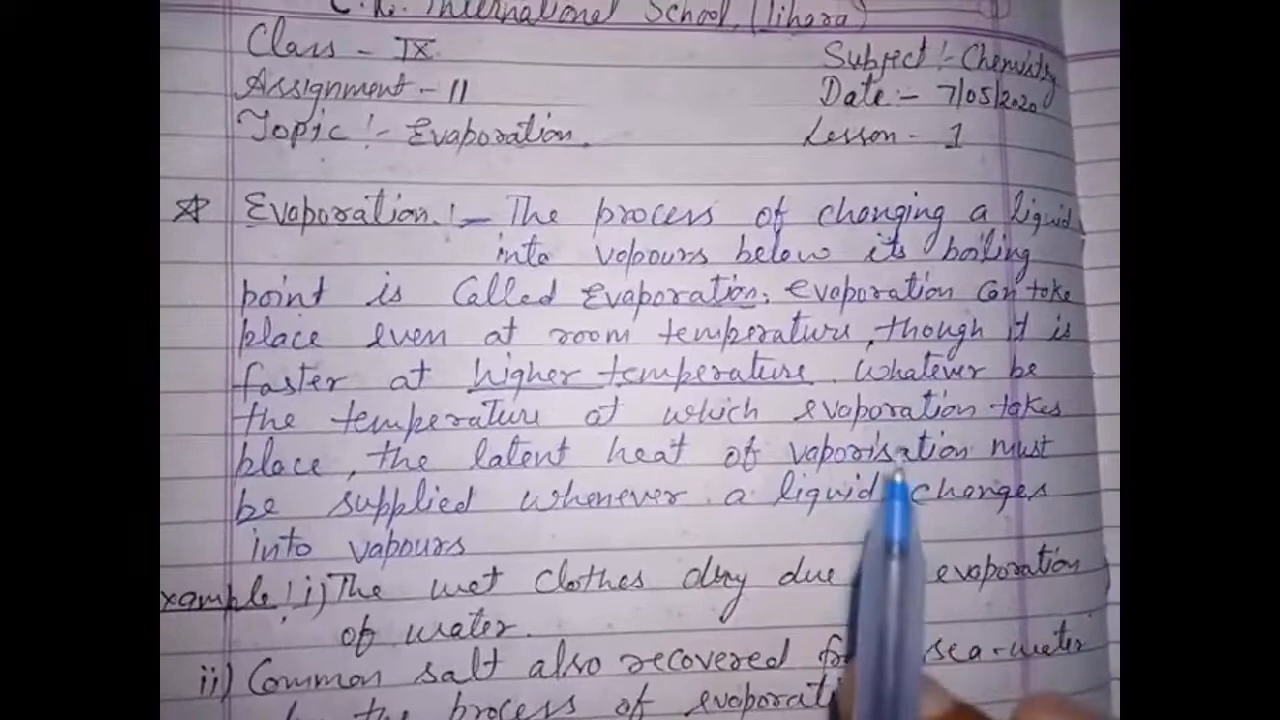 International School, (Tihara)
Class - IX
Subject :- Chemistry
Assignment - 11
Date :- 7/05/2020
Topic :- Evaporation.
Lesson - 1
Evaporation :- The process of changing a liquid
into vapours below its boiling
point is called Evaporation. Evaporation can take
place even at room temperature, though it is
faster at higher temperature. Whatever be
the temperature at which evaporation takes
place, the latent heat of vaporisation must
be supplied whenever a liquid changes
into vapours
xample :i) The wet clothes dry due evaporation
of water.
ii) Common salt also recovered sea-water
the process of evaporati